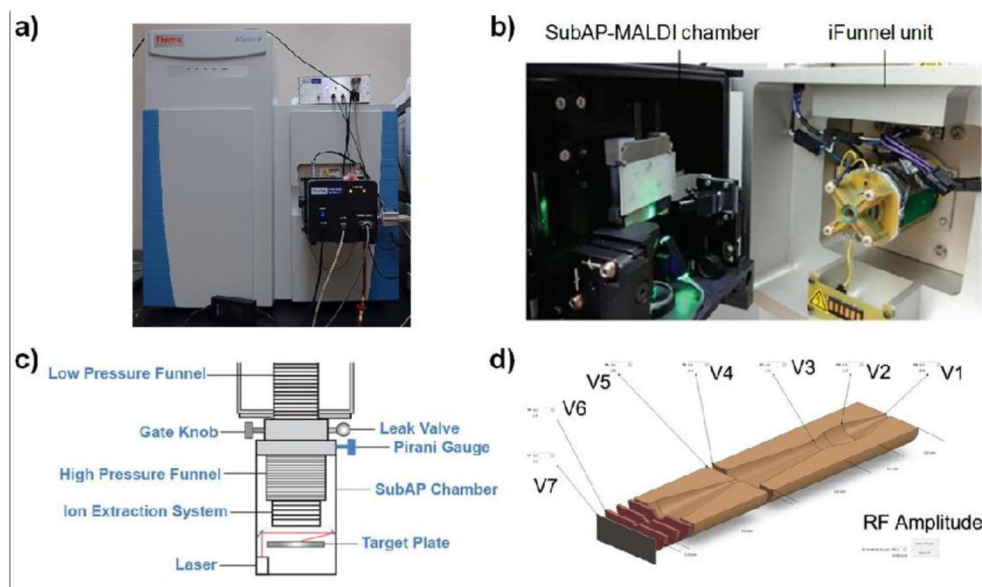 a)
Thermo
b)
SubAP-MALDI chamber
iFunnel unit
c)
Low Pressure Funnel
Gate Knob
High Pressure Funnel
Ion Extraction System
Laser
Leak Valve
Pirani Gauge
SubAP Chamber
Target Plate
d)
V7
V6
V5
V4
V3
V2
V1
RF Amplitude